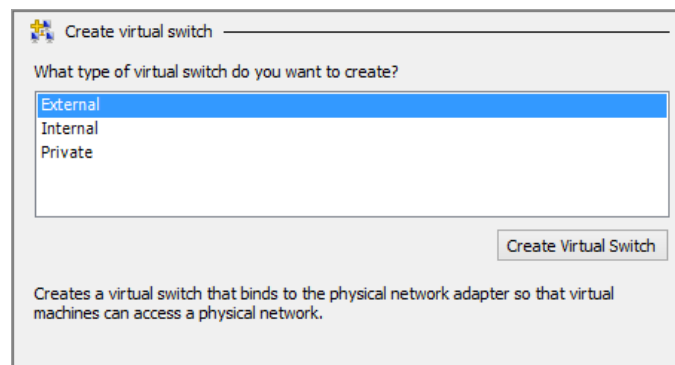 Create virtual switch
What type of virtual switch do you want to create?
External
Internal
Private
Create Virtual Switch
Creates a virtual switch that binds to the physical network adapter so that virtual
machines can access a physical network.